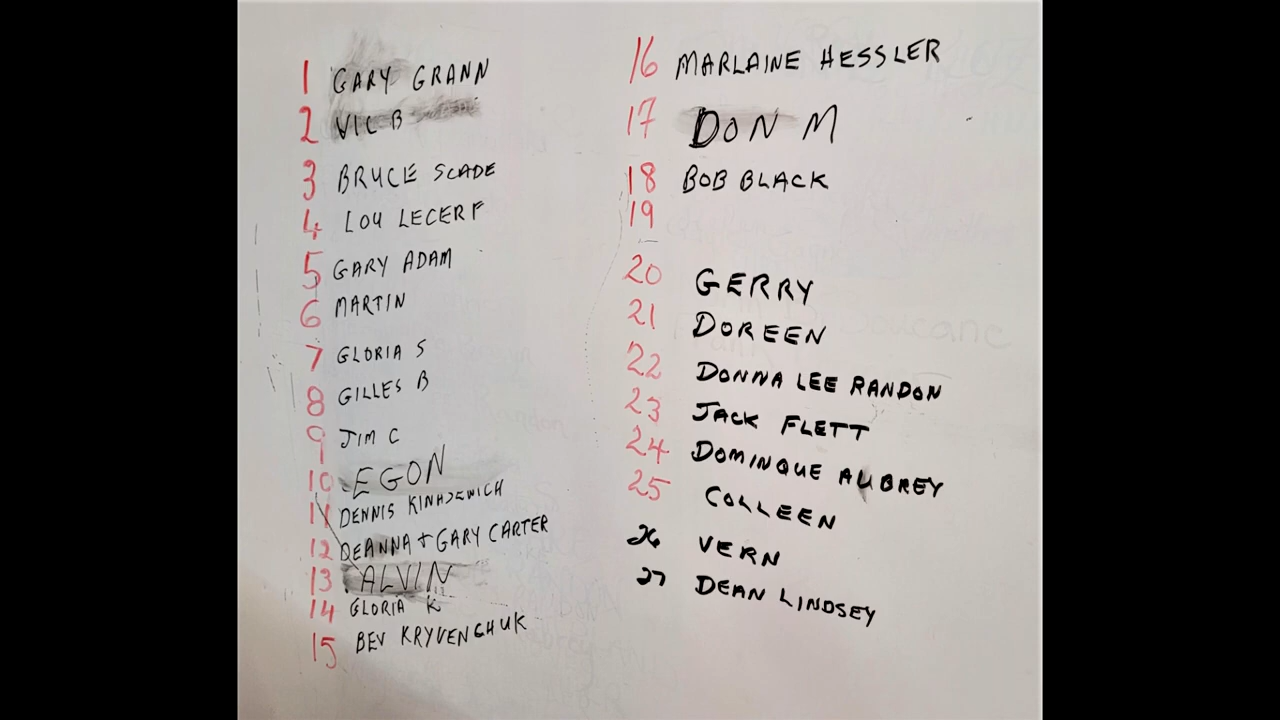 1 GARY GRANN
2 VIC B
3 BRUCE SCADE
4 LOU LECERF
5 GARY ADAM
6 MARTIN
7 GLORIA S
8 GILLES B
9 JIM C
10 EGON
11 DENNIS
12 DEANNA + GARY CARTER
13 ALVIN
14 GLORIA K
15 BEV KRYVENCHUK
16 MARLAINE HESSLER
17 DON M
18 BOB BLACK
19
20 GERRY
21 DOREEN
22 DONNA LEE RANDON
23 JACK FLETT
24 DOMINQUE AUBREY
25 COLLEEN
26 VERN
27 DEAN LINDSEY